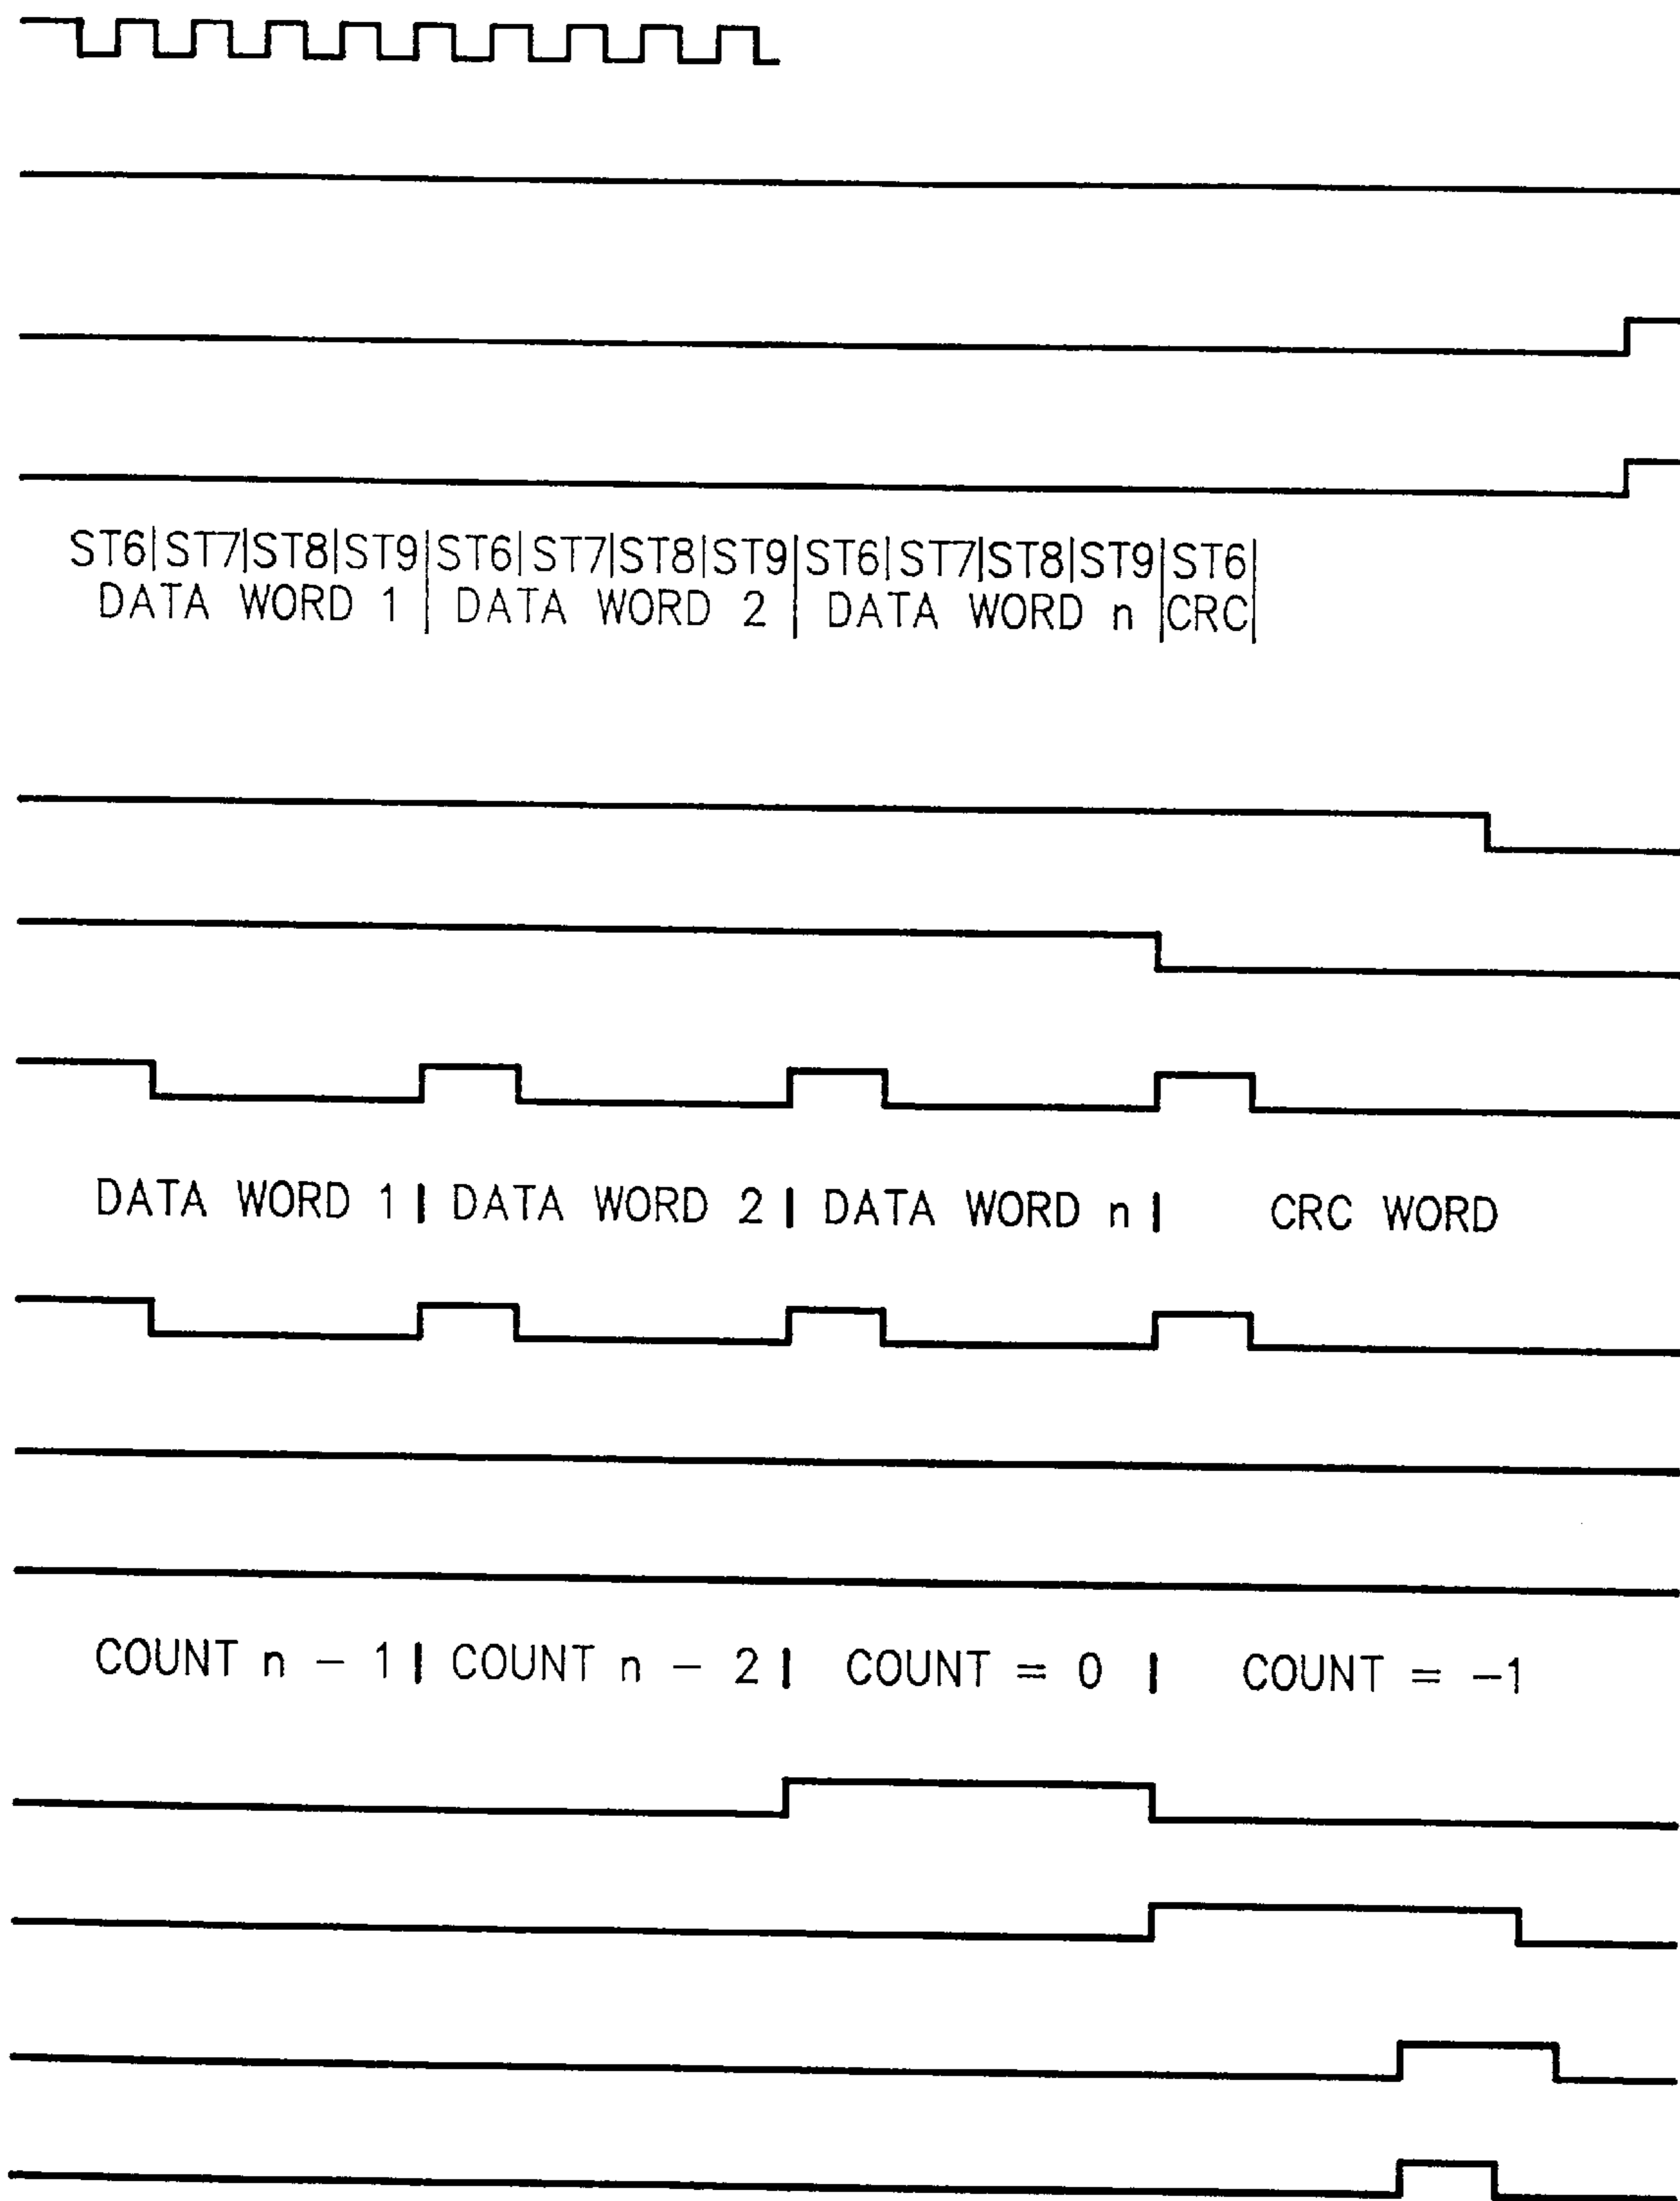 ST6|ST7|ST8|ST9|ST6|ST7|ST8|ST9|ST6|ST7|ST8|ST9|ST6|
DATA WORD 1 | DATA WORD 2 | DATA WORD n |CRC|
DATA WORD 1 | DATA WORD 2 | DATA WORD n | CRC WORD
COUNT n - 1 | COUNT n - 2 | COUNT = 0 | COUNT = -1